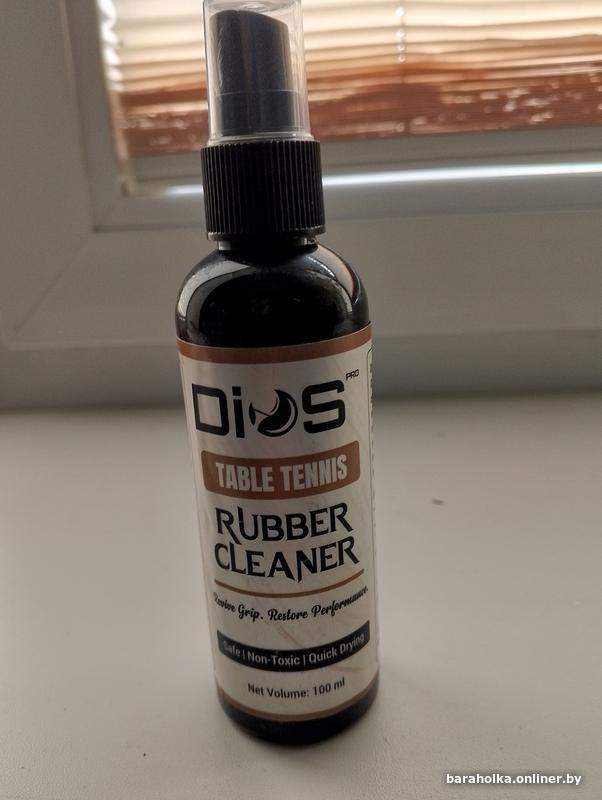 DiOS PRO
TABLE TENNIS
RUBBER
CLEANER
Revive Grip. Restore Performance.
Safe | Non-Toxic | Quick Drying
Net Volume: 100 ml
baraholka.onliner.by